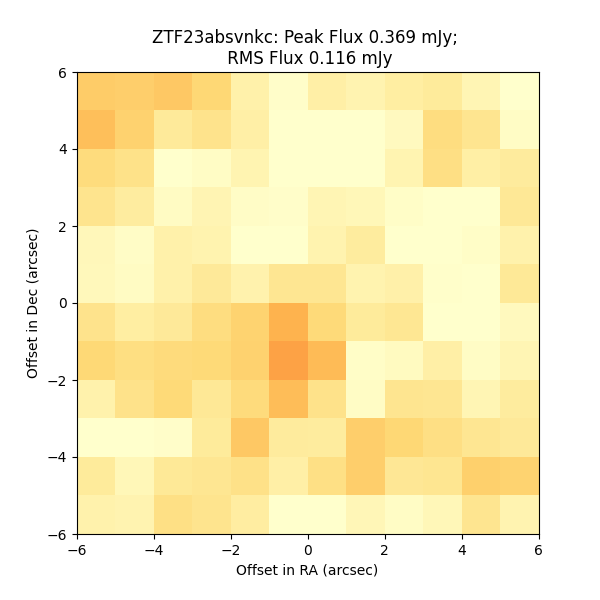 ZTF23absvnkc: Peak Flux 0.369 mJy;
RMS Flux 0.116 mJy
6
4
2
0
−2
−4
−6
Offset in Dec (arcsec)
−6 −4 −2 0 2 4 6
Offset in RA (arcsec)